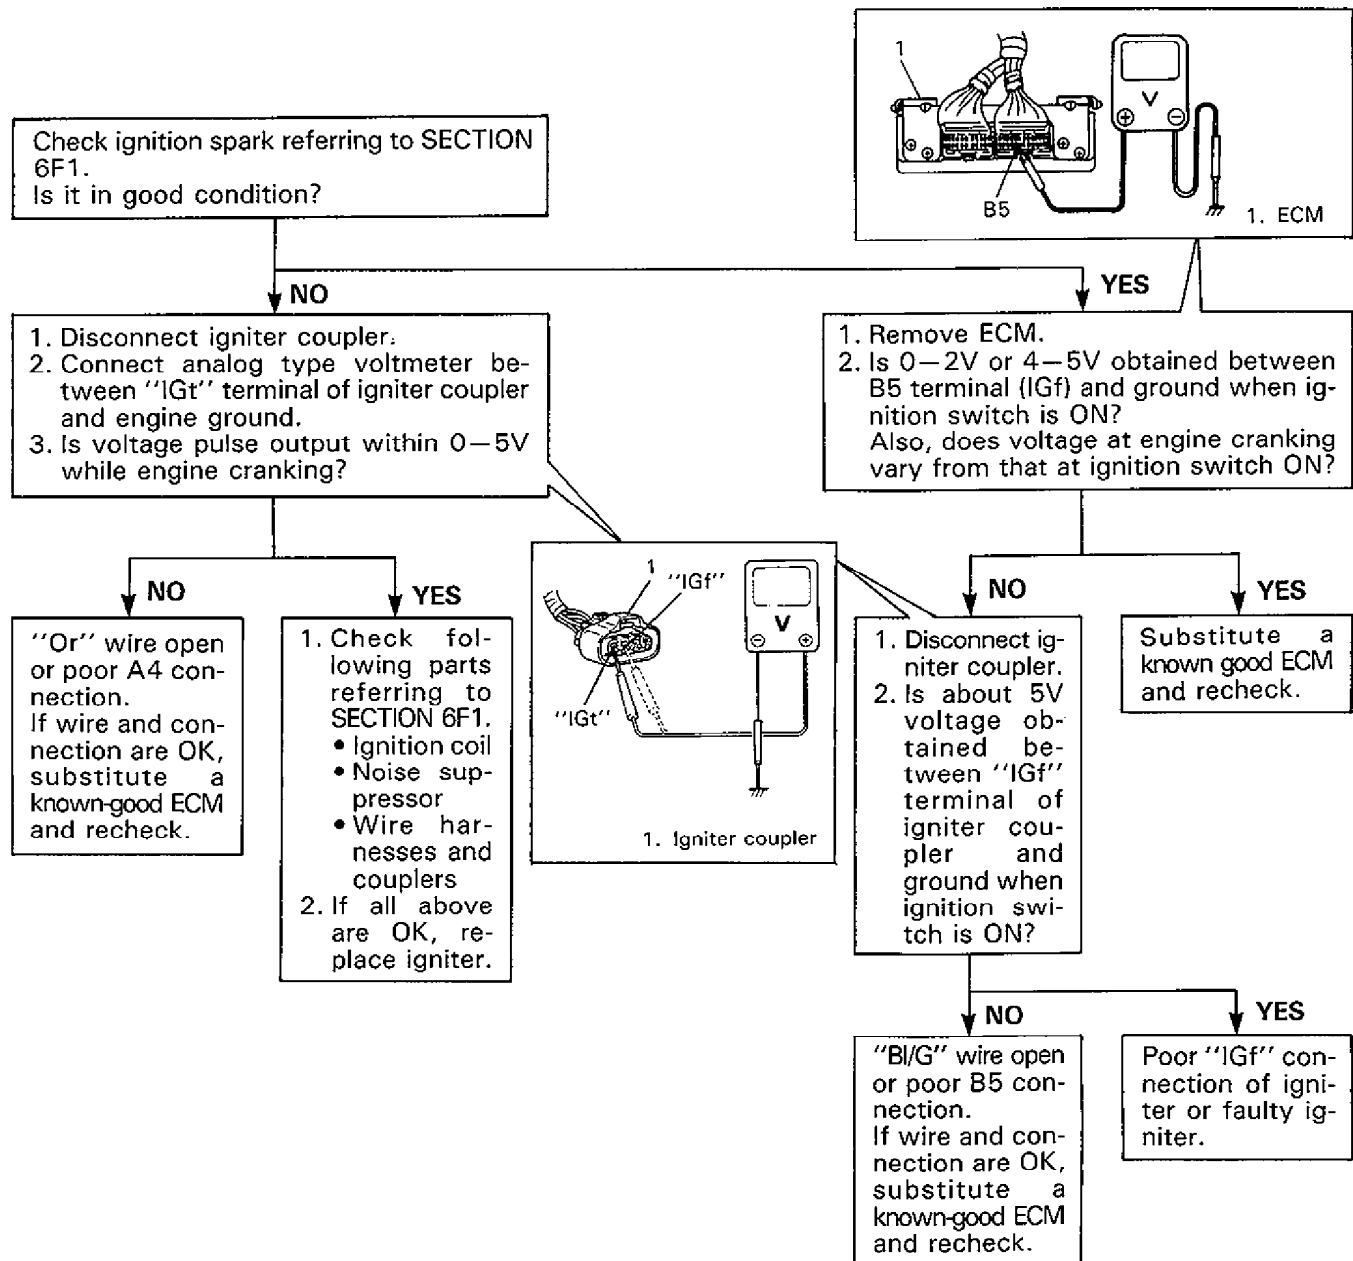 1
V
B5
1. ECM
Check ignition spark referring to SECTION
6F1.
Is it in good condition?
NO
YES
1. Disconnect igniter coupler.
2. Connect analog type voltmeter be-
tween "IGt" terminal of igniter coupler
and engine ground.
3. Is voltage pulse output within 0–5V
while engine cranking?
1. Remove ECM.
2. Is 0–2V or 4–5V obtained between
B5 terminal (IGf) and ground when ig-
nition switch is ON?
Also, does voltage at engine cranking
vary from that at ignition switch ON?
NO
YES
1
"IGf"
V
"IGt"
1. Igniter coupler
NO
YES
"Or" wire open
or poor A4 con-
nection.
If wire and con-
nection are OK,
substitute a
known-good ECM
and recheck.
1. Check fol-
lowing parts
referring to
SECTION 6F1.
• Ignition coil
• Noise sup-
pressor
• Wire har-
nesses and
couplers
2. If all above
are OK, re-
place igniter.
1. Disconnect ig-
niter coupler.
2. Is about 5V
voltage ob-
tained be-
tween "IGf"
terminal of
igniter cou-
pler and
ground when
ignition swi-
tch is ON?
Substitute a
known good ECM
and recheck.
NO
YES
"Bl/G" wire open
or poor B5 con-
nection.
If wire and con-
nection are OK,
substitute a
known-good ECM
and recheck.
Poor "IGf" con-
nection of igni-
ter or faulty ig-
niter.